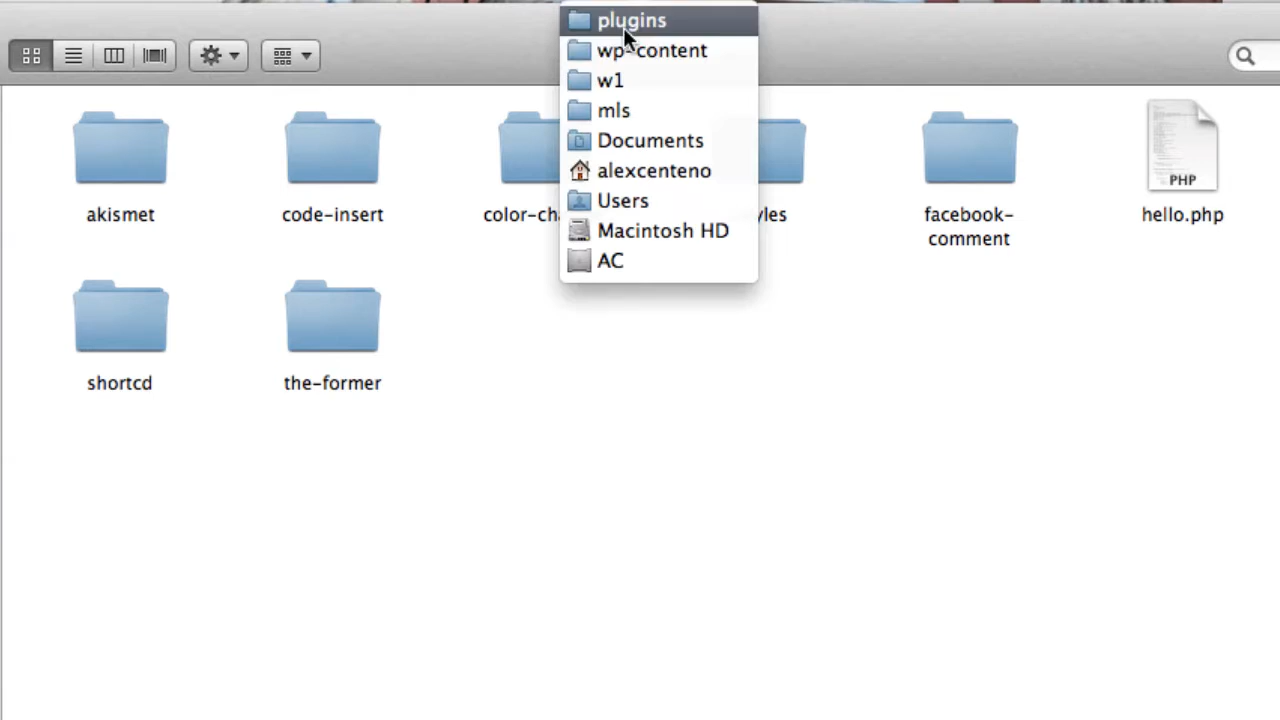 plugins
wp-content
w1
mls
Documents
alexcenteno
Users
Macintosh HD
AC
akismet
code-insert
facebook-
comment
PHP
hello.php
shortcd
the-former